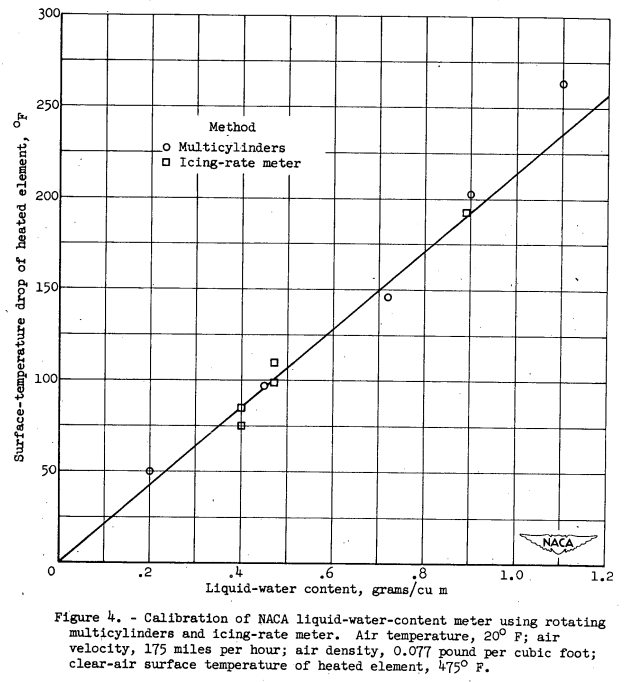 300
250
200
150
100
50
Surface-temperature drop of heated element, °F
Method
○ Multicylinders
□ Icing-rate meter
NACA
0 .2 .4 .6 .8 1.0 1.2
Liquid-water content, grams/cu m
Figure 4. - Calibration of NACA liquid-water-content meter using rotating
multicylinders and icing-rate meter. Air temperature, 20° F; air
velocity, 175 miles per hour; air density, 0.077 pound per cubic foot;
clear-air surface temperature of heated element, 475° F.